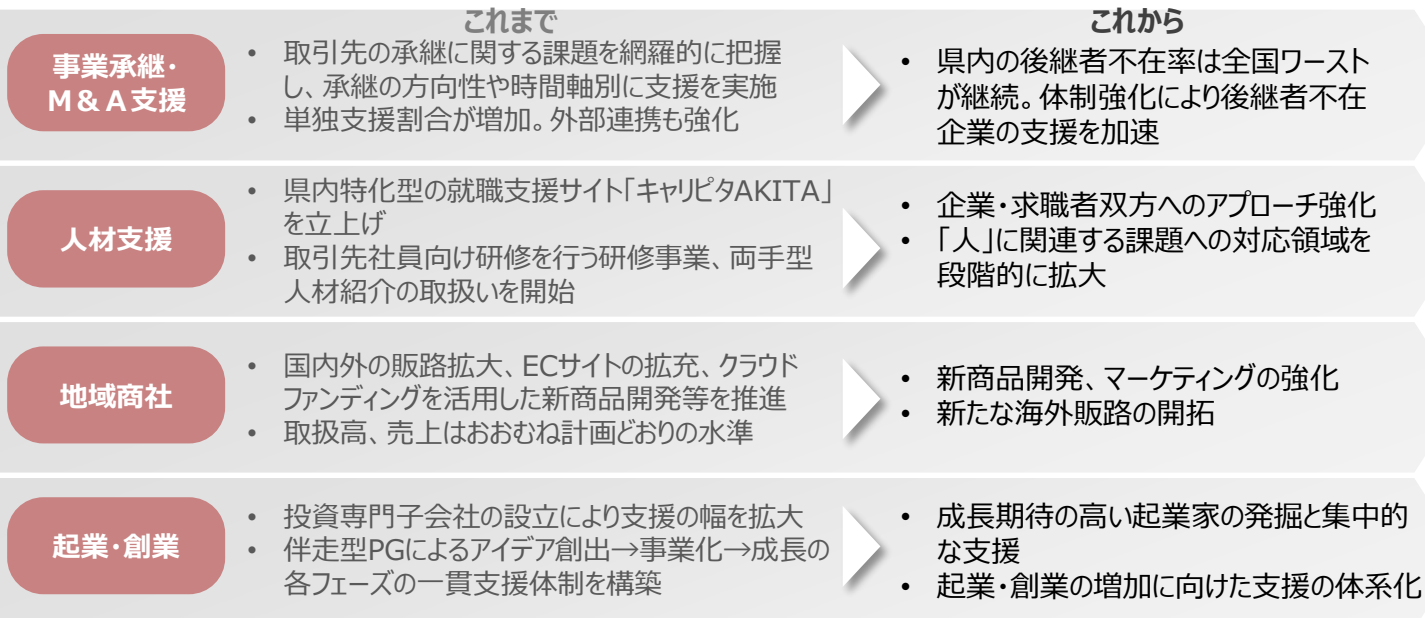 これまで
これから
事業承継・
M&A支援
• 取引先の承継に関する課題を網羅的に把握
し、承継の方向性や時間軸別に支援を実施
• 単独支援割合が増加。外部連携も強化
• 県内の後継者不在率は全国ワースト
が継続。体制強化により後継者不在
企業の支援を加速
人材支援
• 県内特化型の就職支援サイト「キャリピタAKITA」
を立上げ
• 取引先社員向け研修を行う研修事業、両手型
人材紹介の取扱いを開始
• 企業・求職者双方へのアプローチ強化
• 「人」に関連する課題への対応領域を
段階的に拡大
地域商社
• 国内外の販路拡大、ECサイトの拡充、クラウド
ファンディングを活用した新商品開発等を推進
• 取扱高、売上はおおむね計画どおりの水準
• 新商品開発、マーケティングの強化
• 新たな海外販路の開拓
起業・創業
• 投資専門子会社の設立により支援の幅を拡大
• 伴走型PGによるアイデア創出→事業化→成長の
各フェーズの一貫支援体制を構築
• 成長期待の高い起業家の発掘と集中的
な支援
• 起業・創業の増加に向けた支援の体系化